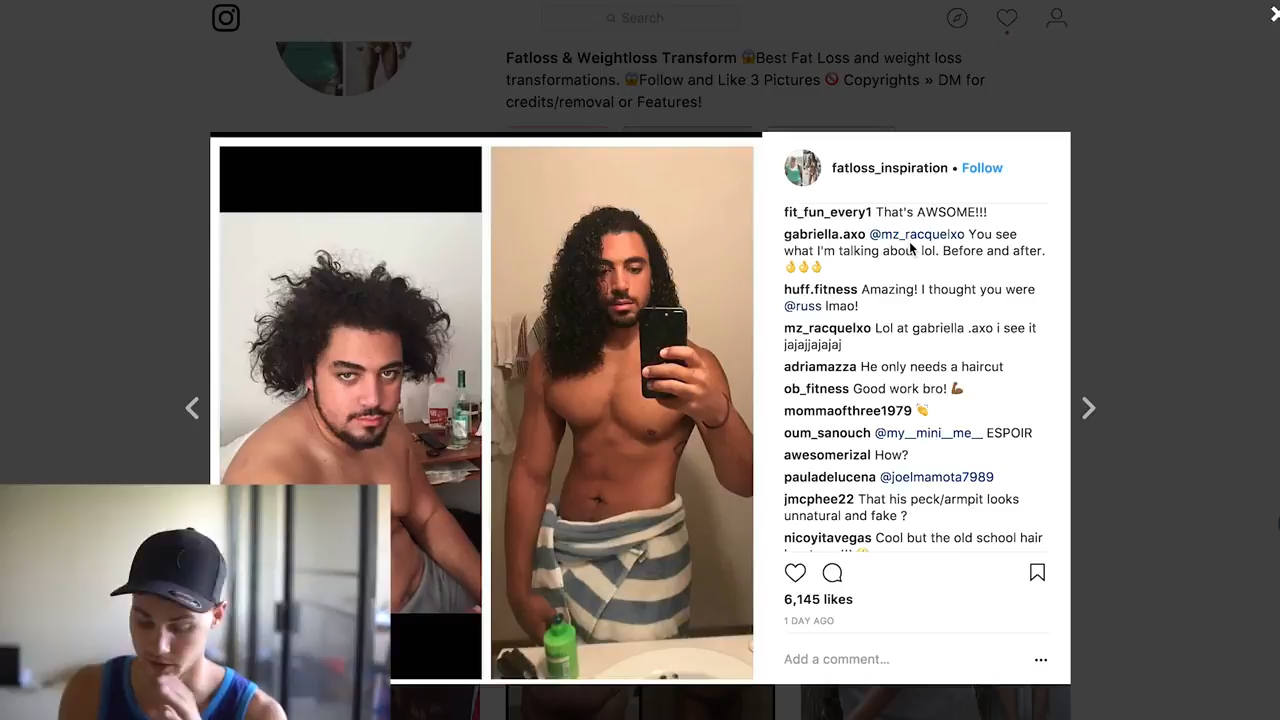 Search
Fatloss & Weightloss Transform 😱Best Fat Loss and weight loss
transformations. 😱Follow and Like 3 Pictures 🚫 Copyrights » DM for
credits/removal or Features!
fatloss_inspiration • Follow
fit_fun_every1 That's AWSOME!!!
gabriella.axo @mz_racquelxo You see
what I'm talking about lol. Before and after.
👌👌👌
huff.fitness Amazing! I thought you were
@russ lmao!
mz_racquelxo Lol at gabriella .axo i see it
jajajjajajaj
adriamazza He only needs a haircut
ob_fitness Good work bro! 💪🏾
mommaofthree1979 👏
oum_sanouch @my__mini__me__ ESPOIR
awesomerizal How?
pauladelucena @joelmamota7989
jmcphee22 That his peck/armpit looks
unnatural and fake ?
nicoyitavegas Cool but the old school hair
6,145 likes
1 DAY AGO
Add a comment...